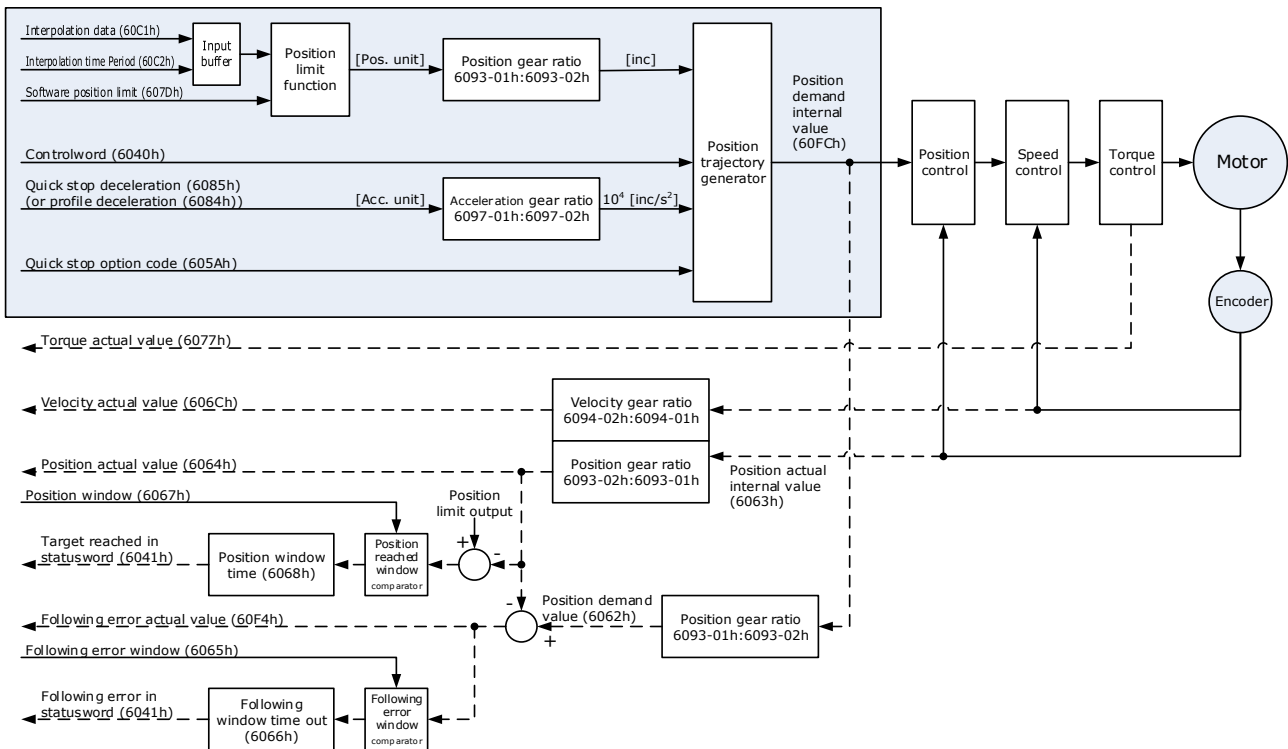 Interpolation data (60C1h)
Interpolation time Period (60C2h)
Software position limit (607Dh)
Input
buffer
Position
limit
function
[Pos. unit]
Position gear ratio
6093-01h:6093-02h
[inc]
Controlword (6040h)
Quick stop deceleration (6085h)
(or profile deceleration (6084h))
[Acc. unit]
Acceleration gear ratio
6097-01h:6097-02h
10⁴ [inc/s²]
Quick stop option code (605Ah)
Position
trajectory
generator
Position
demand
internal
value
(60FCh)
Position
control
Speed
control
Torque
control
Motor
Encoder
Torque actual value (6077h)
Velocity actual value (606Ch)
Velocity gear ratio
6094-02h:6094-01h
Position actual value (6064h)
Position gear ratio
6093-02h:6093-01h
Position actual
internal value
(6063h)
Position window (6067h)
Position
limit output
Target reached in
statusword (6041h)
Position window
time (6068h)
Position
reached
window
comparator
+
-
Following error actual value (60F4h)
-
+
Position demand
value (6062h)
Position gear ratio
6093-01h:6093-02h
Following error window (6065h)
Following error in
statusword (6041h)
Following
window time out
(6066h)
Following
error
window
comparator